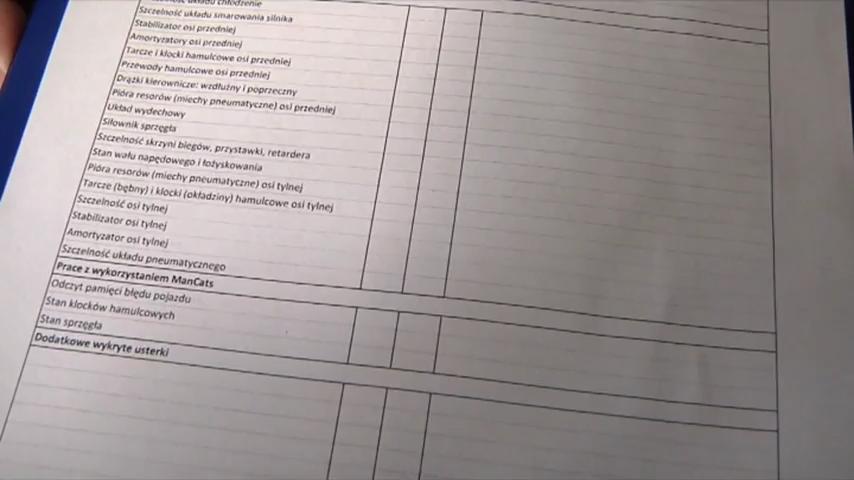 układu chłodzenie
Szczelność układu smarowania silnika
Stabilizator osi przedniej
Amortyzatory osi przedniej
Tarcze i klocki hamulcowe osi przedniej
Przewody hamulcowe osi przedniej
Drążki kierownicze: wzdłużny i poprzeczny
Pióra resorów (miechy pneumatyczne) osi przedniej
Układ wydechowy
Siłownik sprzęgła
Szczelność skrzyni biegów, przystawki, retardera
Stan wału napędowego i łożyskowania
Pióra resorów (miechy pneumatyczne) osi tylnej
Tarcze (bębny) i klocki (okładziny) hamulcowe osi tylnej
Szczelność osi tylnej
Stabilizator osi tylnej
Amortyzator osi tylnej
Szczelność układu pneumatycznego
Prace z wykorzystaniem ManCats
Odczyt pamięci błędu pojazdu
Stan klocków hamulcowych
Stan sprzęgła
Dodatkowe wykryte usterki